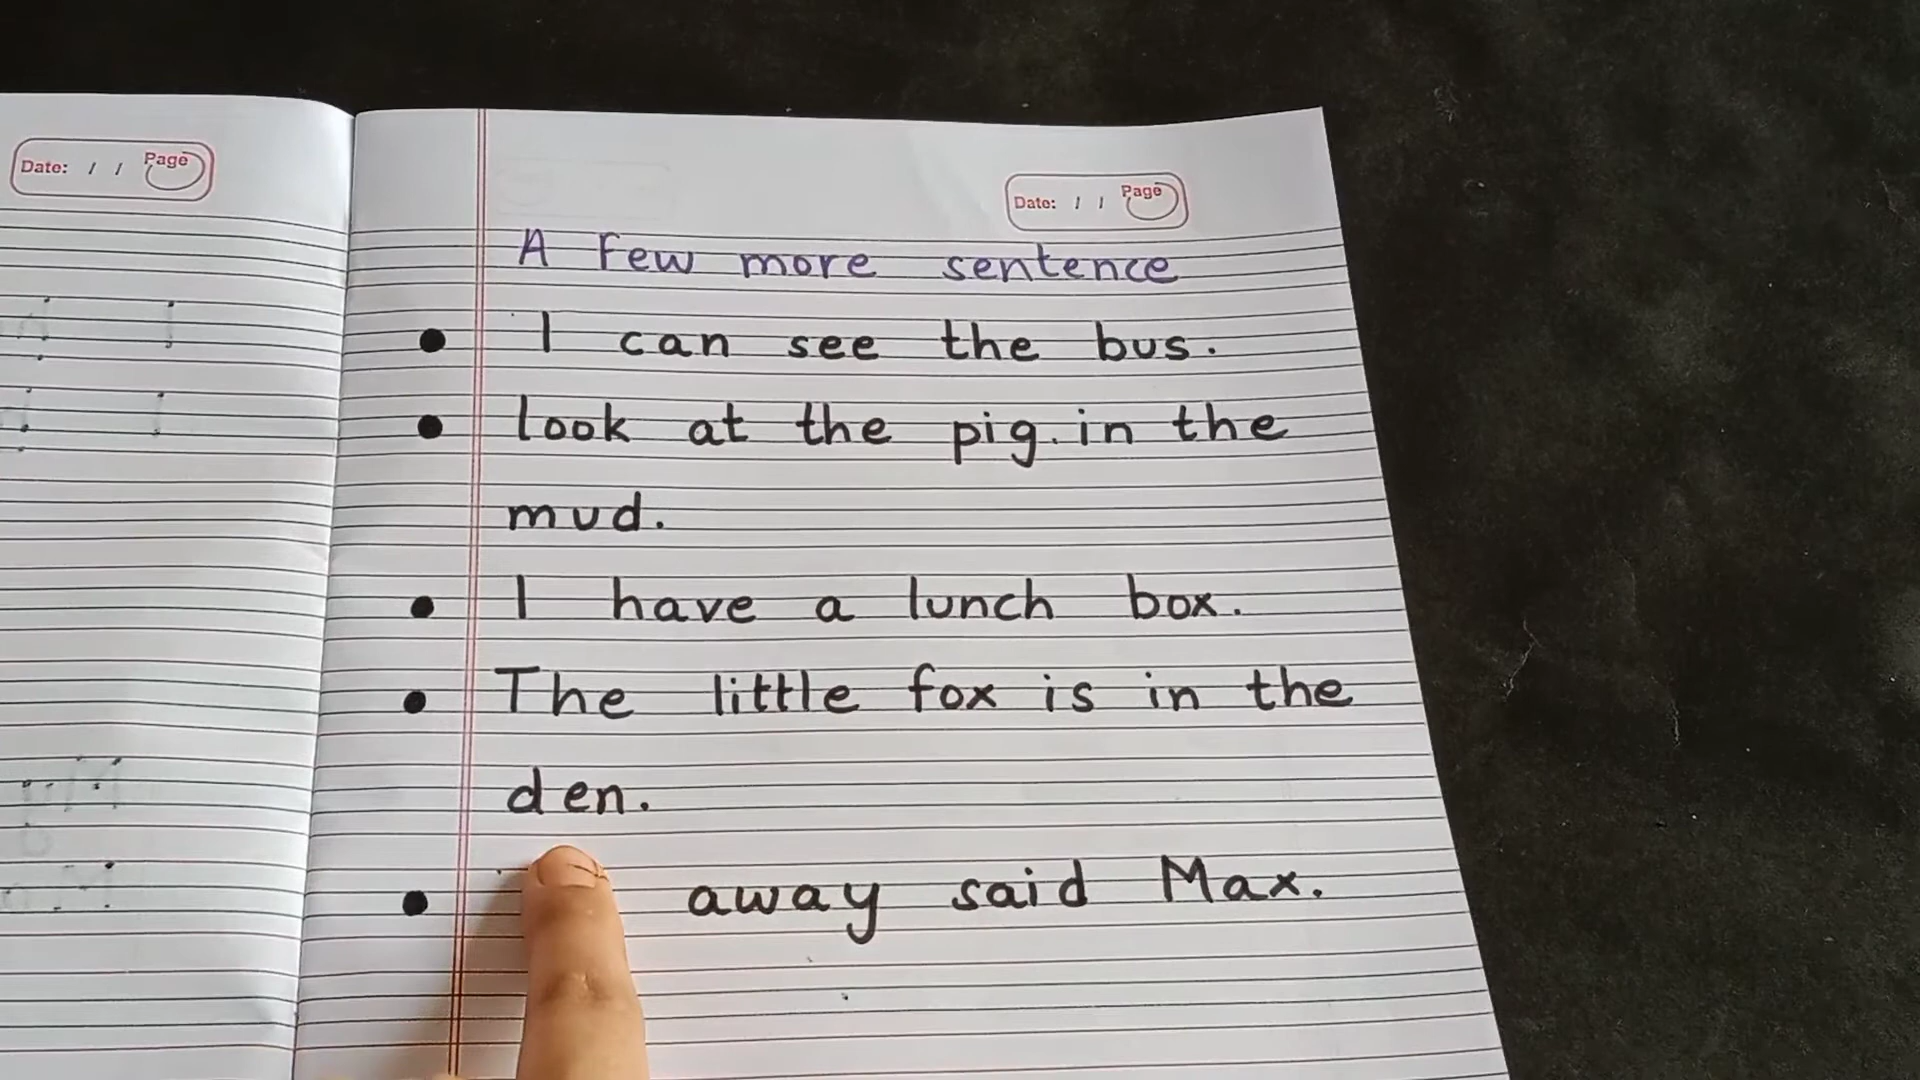 Date: / / Page
Date: / / Page
A few more sentence
I can see the bus.
look at the pig. in the
mud.
I have a lunch box.
The little fox is in the
den.
away said Max.